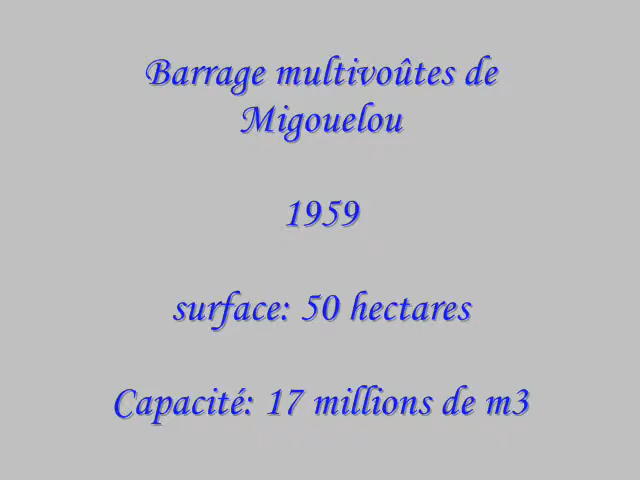 Barrage multivoûtes de
Migouelou
1959
surface: 50 hectares
Capacité: 17 millions de m3